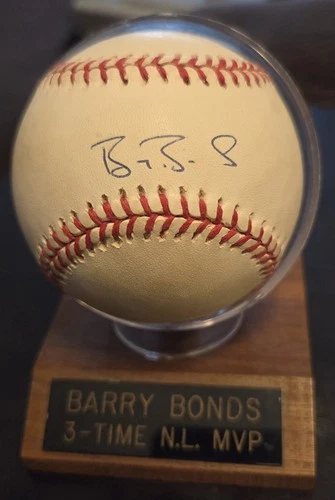 BARRY BONDS
3-TIME N.L. MVP